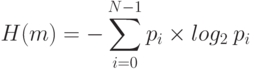 H(m) = -\sum_{i=0}^{N-1} p_i \times log_2 p_i